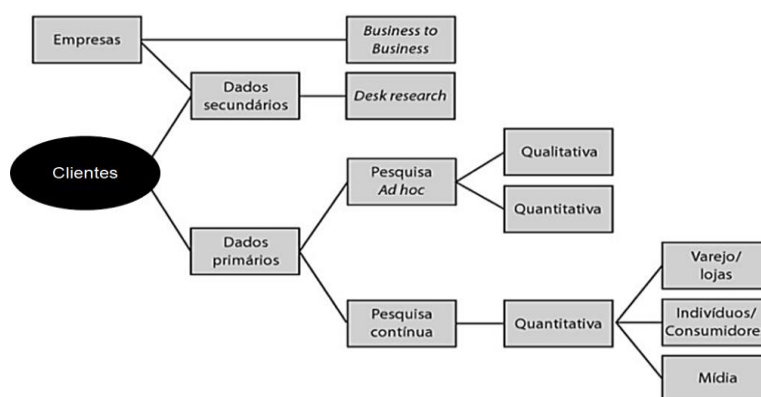 Empresas
Business to
Business
Dados
secundários
Desk research
Clientes
Pesquisa
Ad hoc
Qualitativa
Quantitativa
Dados
primários
Varejo/
lojas
Pesquisa
contínua
Quantitativa
Indivíduos/
Consumidores
Mídia